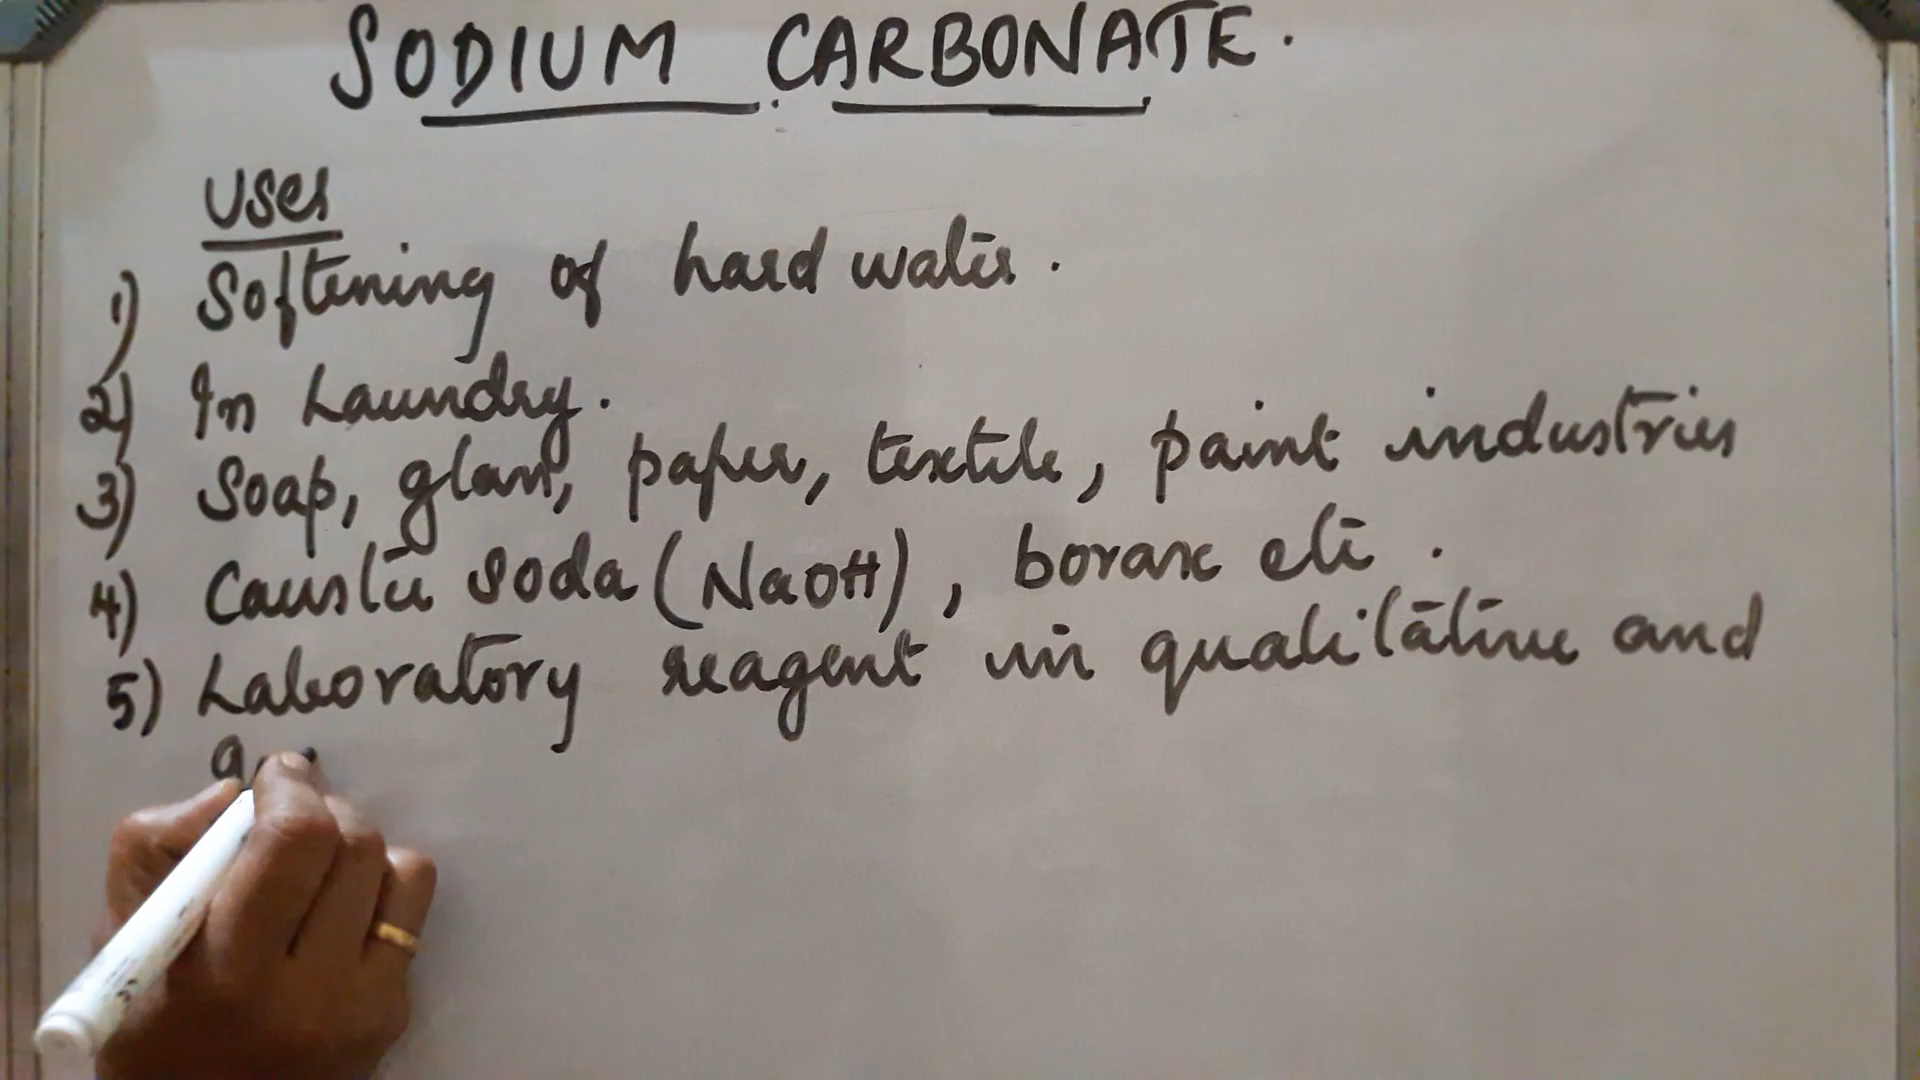 SODIUM CARBONATE.
Uses
1) Softening of hard water.
2) In Laundry.
3) Soap, glass, paper, textile, paint industries
4) Caustic soda (NaOH), borax etc.
5) Laboratory reagent in qualitative and